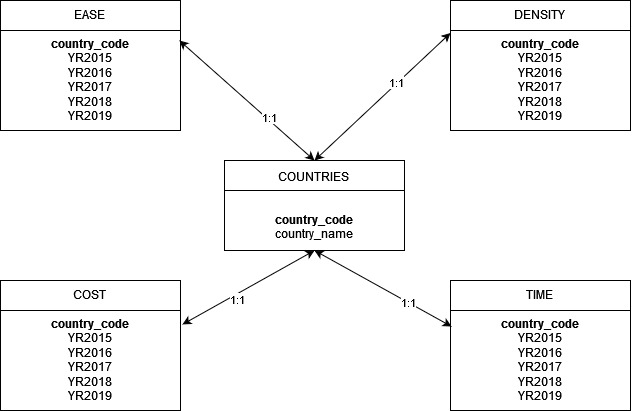 EASE
country_code
YR2015
YR2016
YR2017
YR2018
YR2019
DENSITY
country_code
YR2015
YR2016
YR2017
YR2018
YR2019
1:1
1:1
COUNTRIES
country_code
country_name
1:1
1:1
COST
country_code
YR2015
YR2016
YR2017
YR2018
YR2019
TIME
country_code
YR2015
YR2016
YR2017
YR2018
YR2019